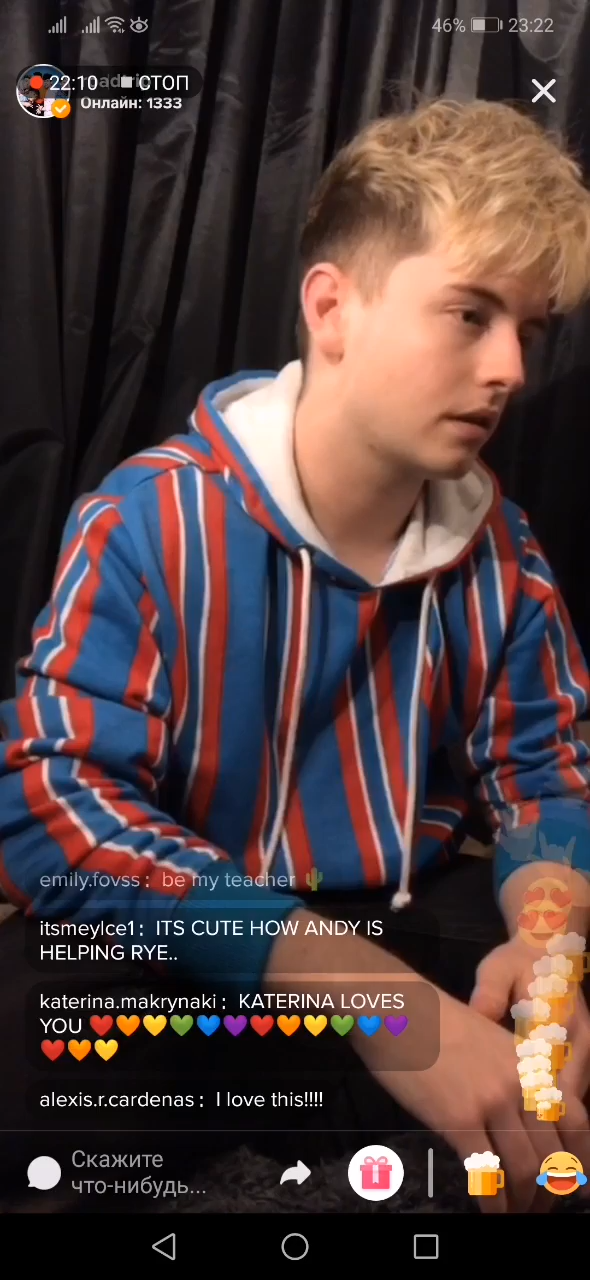 46% 23:22
22:10 СТОП
Онлайн: 1333
emily.fovss: be my teacher
itsmeylce1: ITS CUTE HOW ANDY IS
HELPING RYE..
katerina.makrynaki: KATERINA LOVES
YOU ❤️🧡💛💚💙💜❤️🧡💛💚💙💜
❤️🧡💛
alexis.r.cardenas: I love this!!!!
Скажите
что-нибудь...